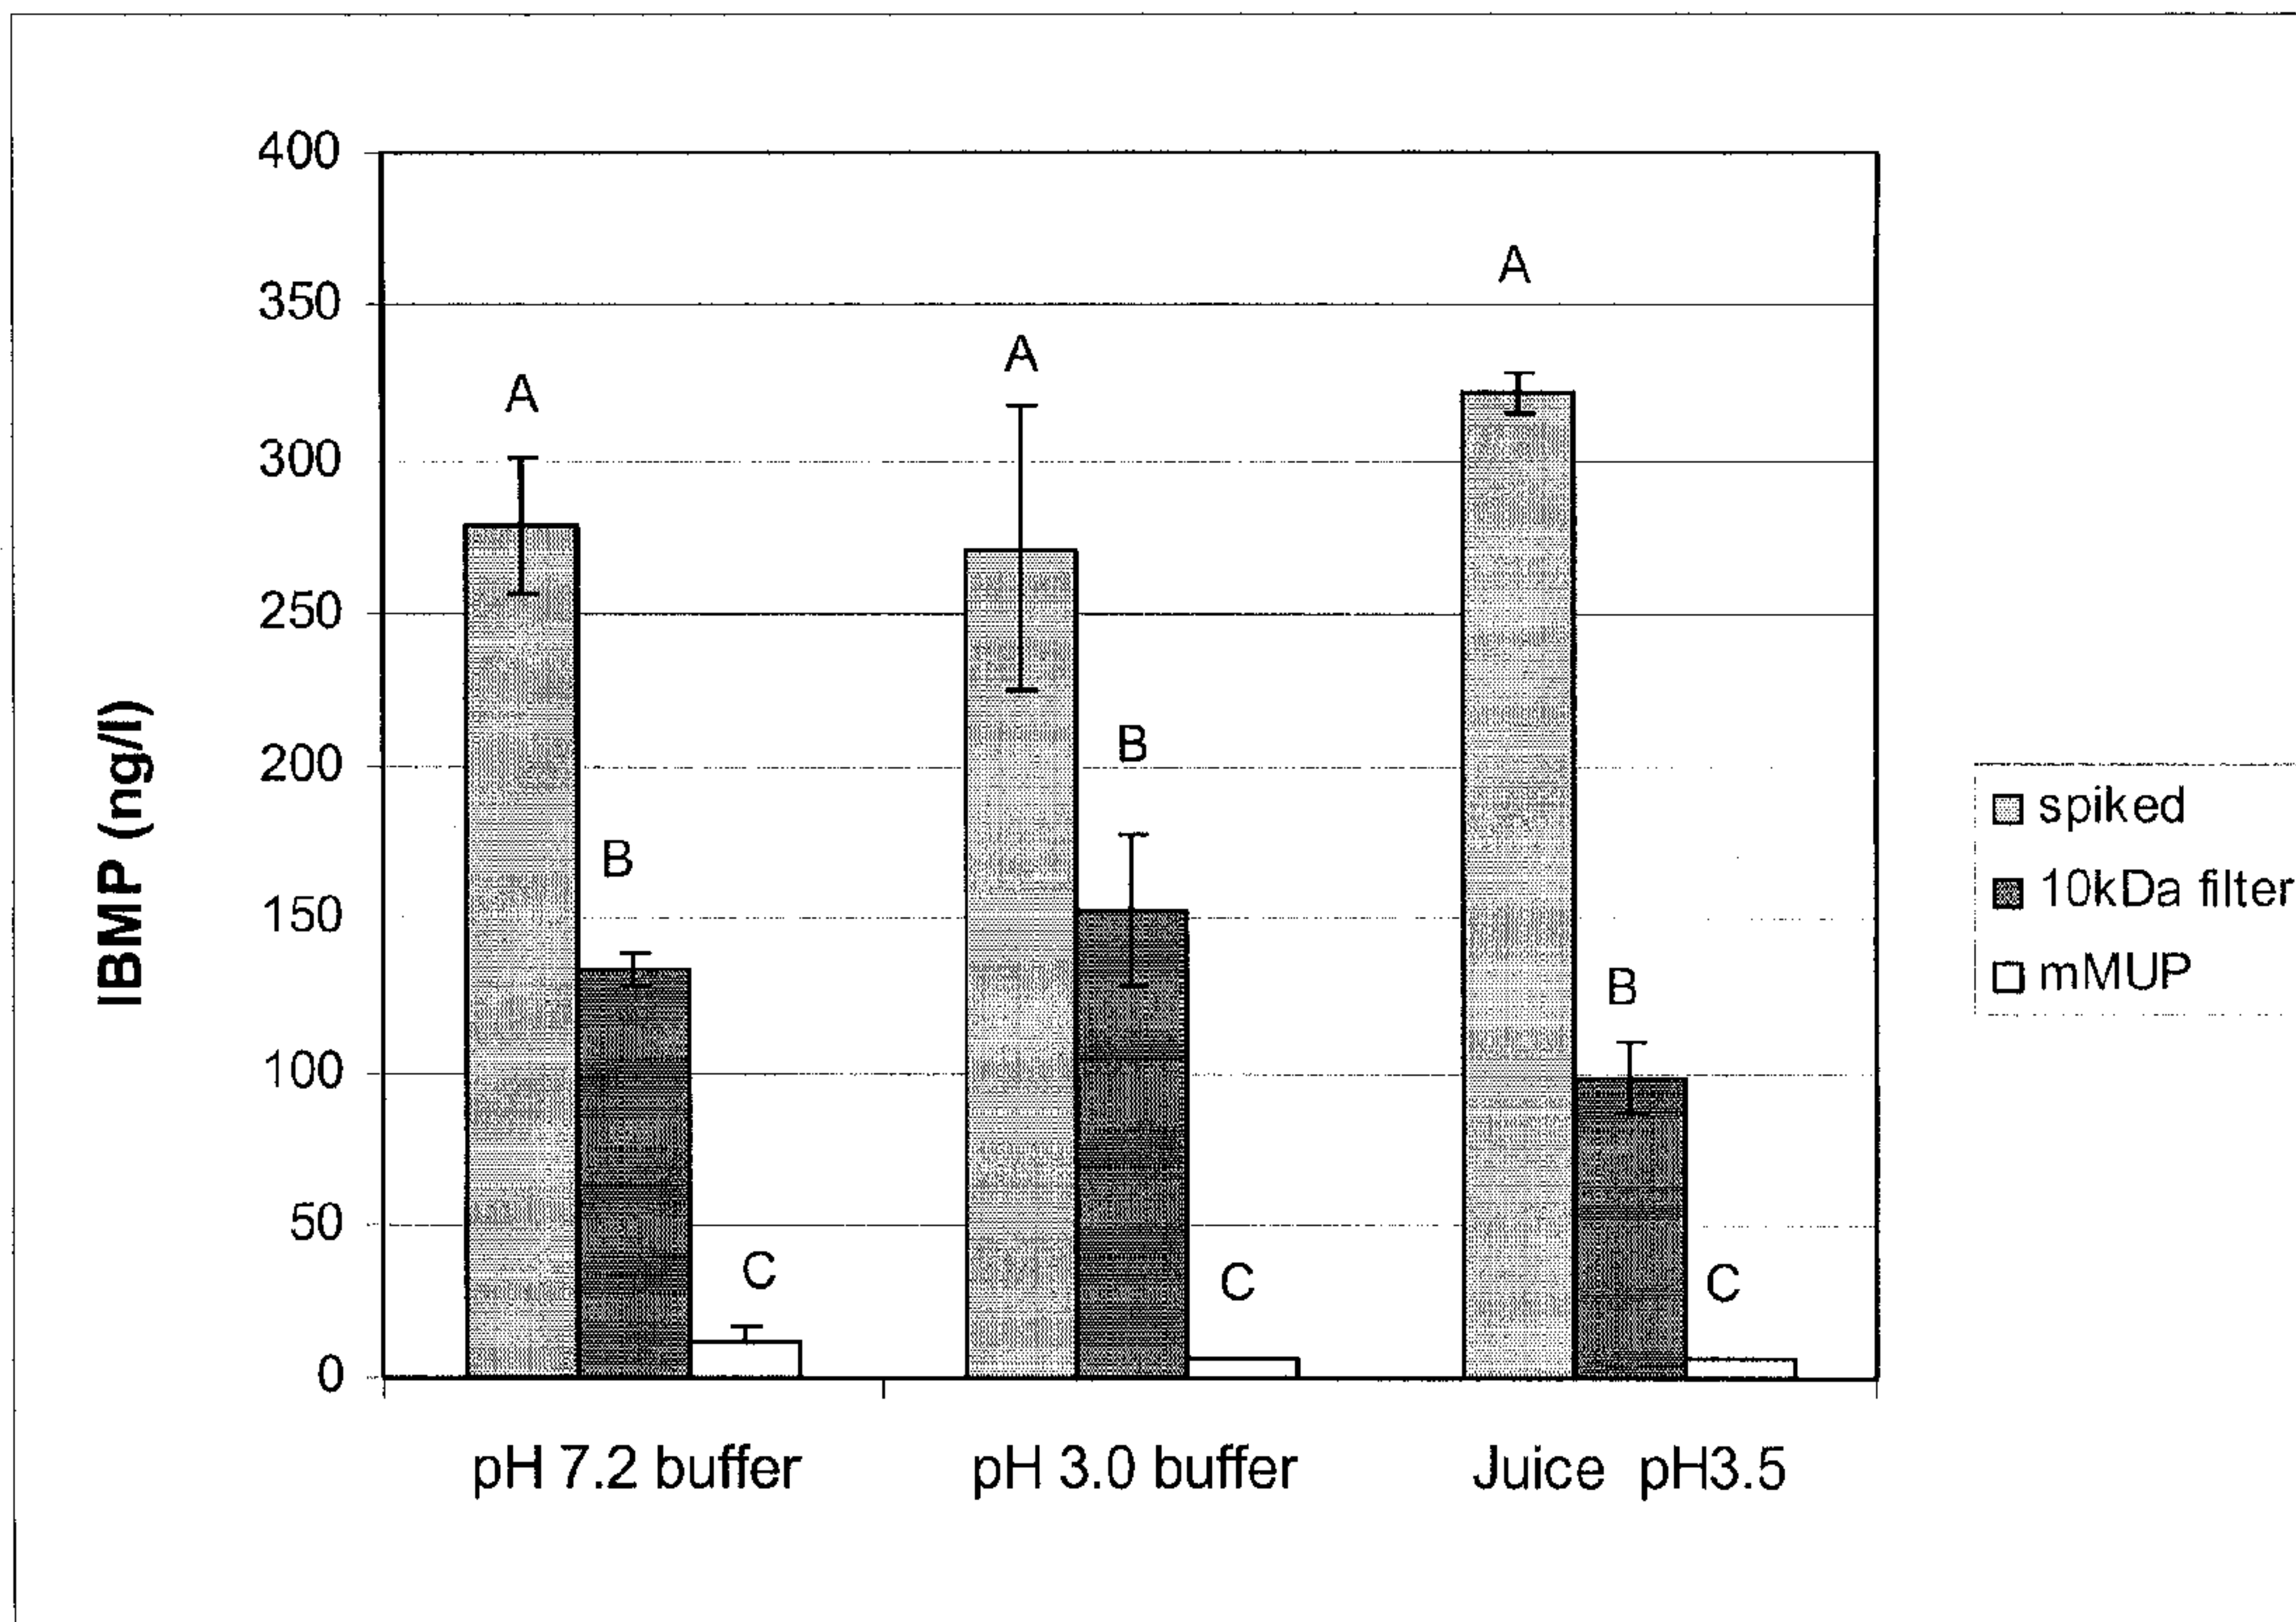 400
350
300
250
200
150
100
50
0
IBMP (ng/l)
A
B
C
A
B
C
A
B
C
pH 7.2 buffer
pH 3.0 buffer
Juice pH3.5
spiked
10kDa filter
mMUP